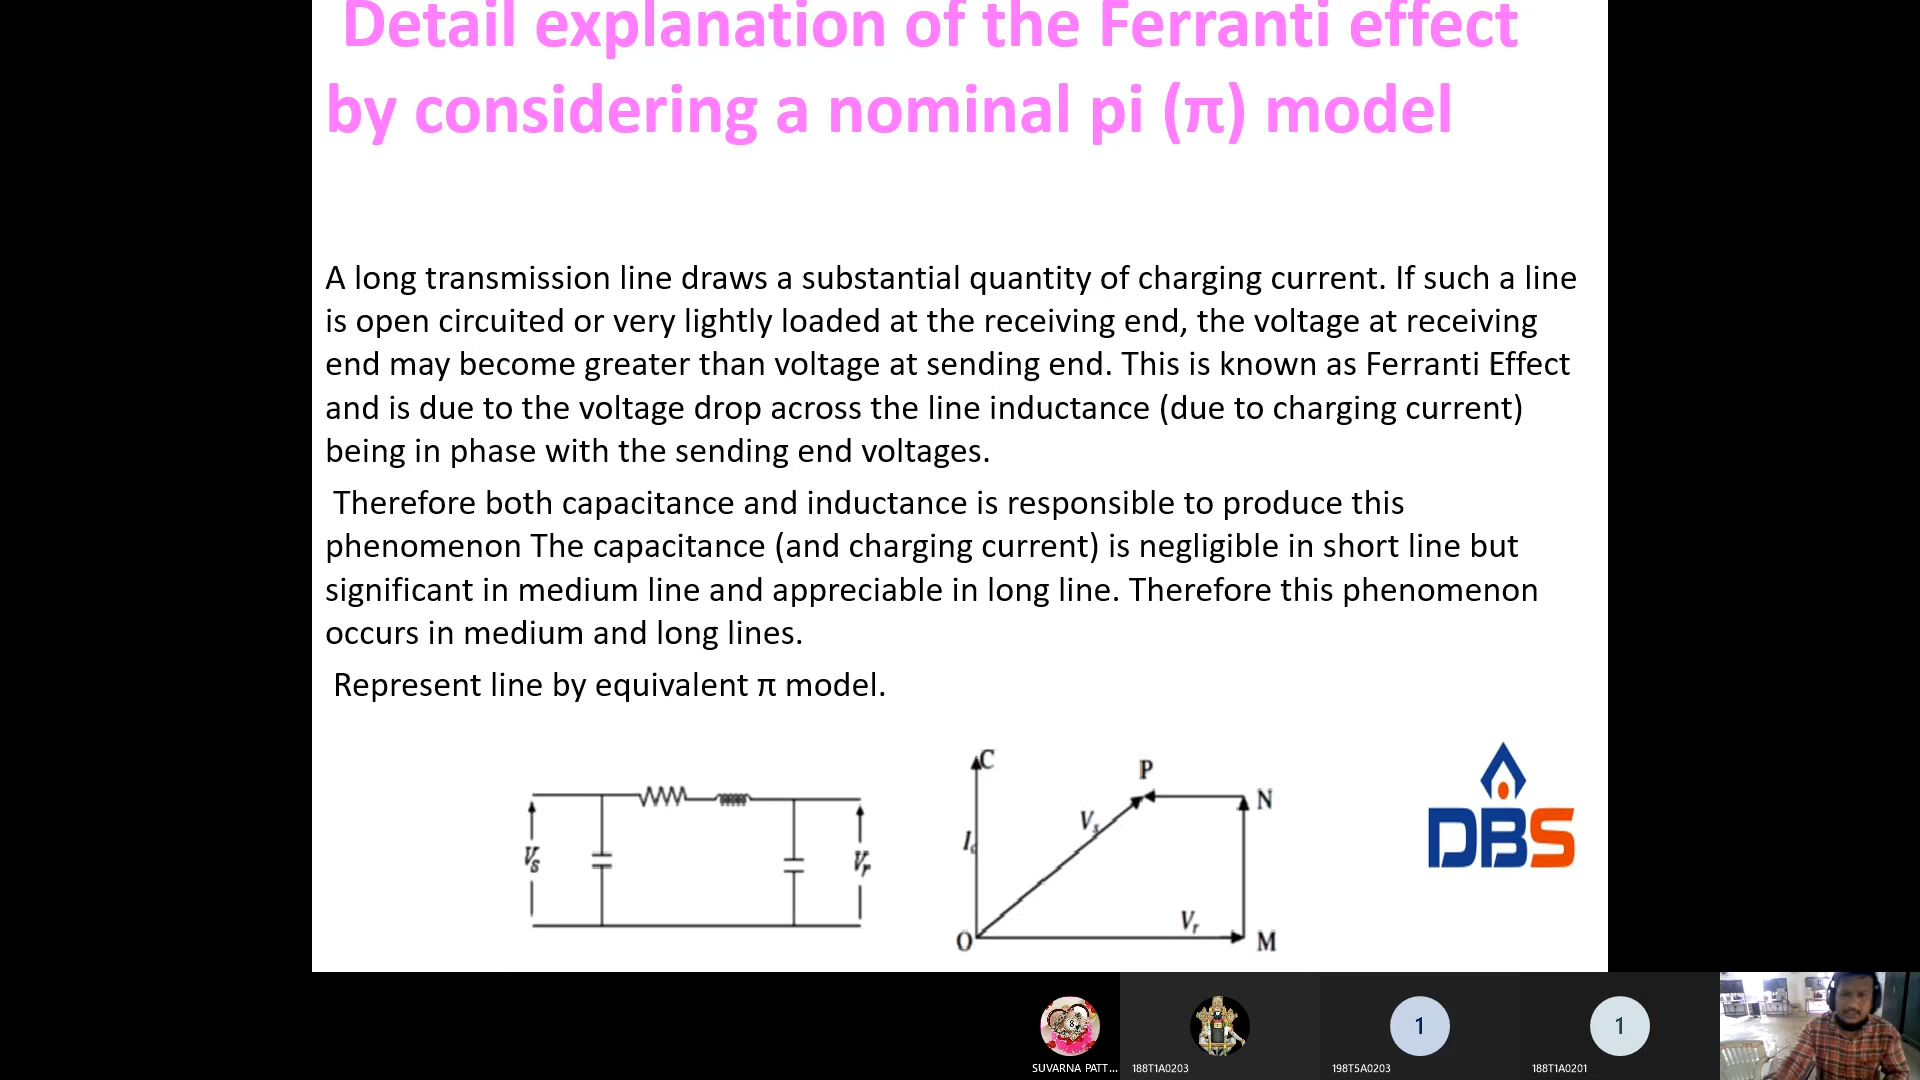 Detail explanation of the Ferranti effect
by considering a nominal pi (π) model
A long transmission line draws a substantial quantity of charging current. If such a line
is open circuited or very lightly loaded at the receiving end, the voltage at receiving
end may become greater than voltage at sending end. This is known as Ferranti Effect
and is due to the voltage drop across the line inductance (due to charging current)
being in phase with the sending end voltages.
Therefore both capacitance and inductance is responsible to produce this
phenomenon The capacitance (and charging current) is negligible in short line but
significant in medium line and appreciable in long line. Therefore this phenomenon
occurs in medium and long lines.
Represent line by equivalent π model.
Vs
Vr
C
P
N
Vs
Ic
Vr
O
M
DBS
1
1
SUVARNA PATT...
188T1A0203
198T5A0203
188T1A0201